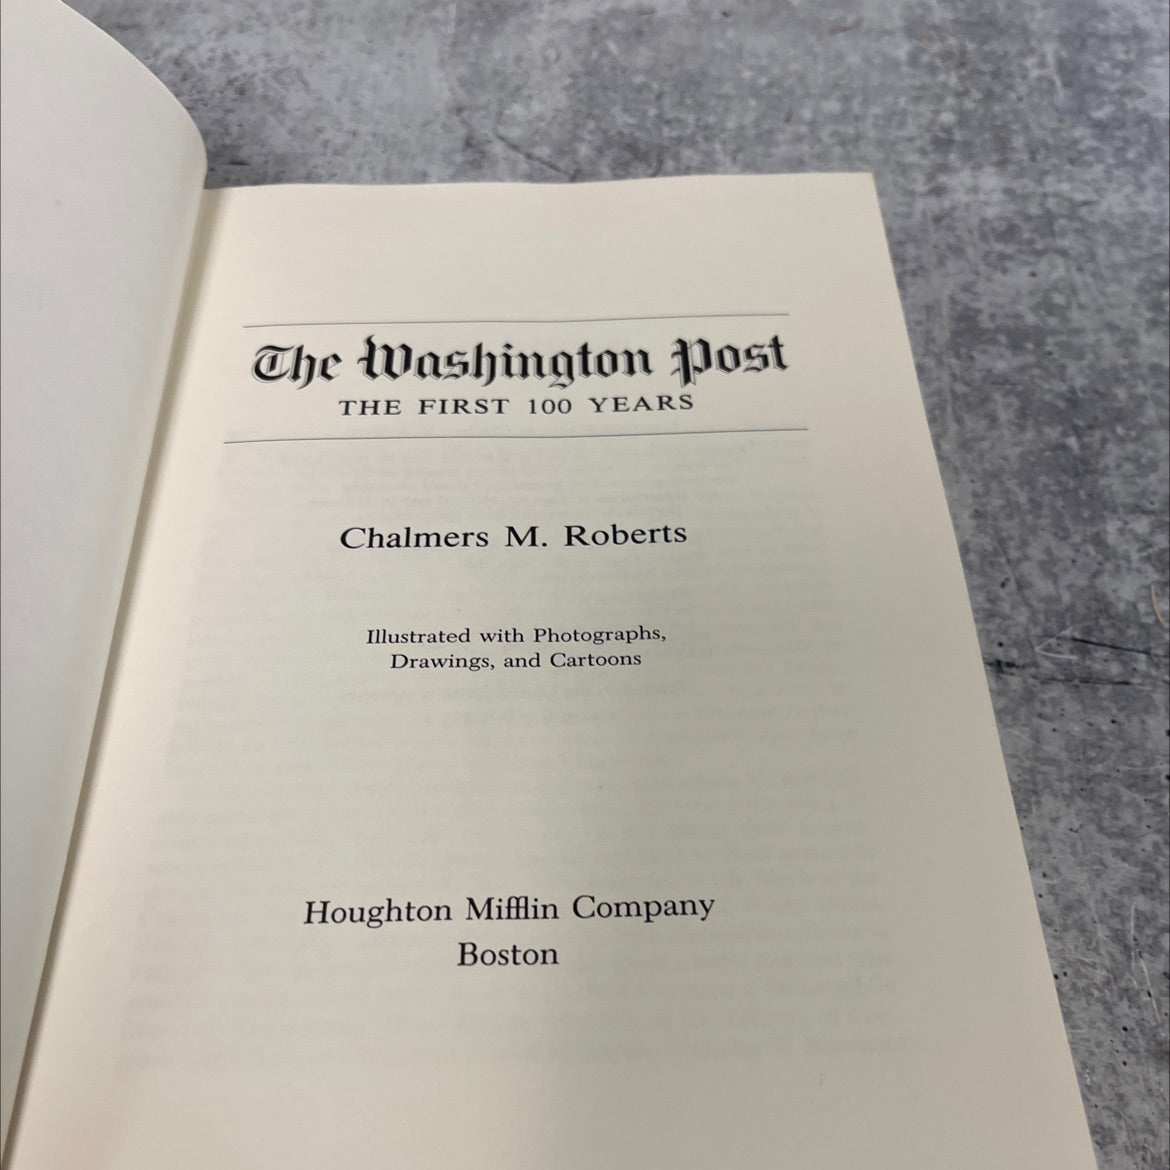 The Washington Post
THE FIRST 100 YEARS
Chalmers M. Roberts
Illustrated with Photographs,
Drawings, and Cartoons
Houghton Mifflin Company
Boston